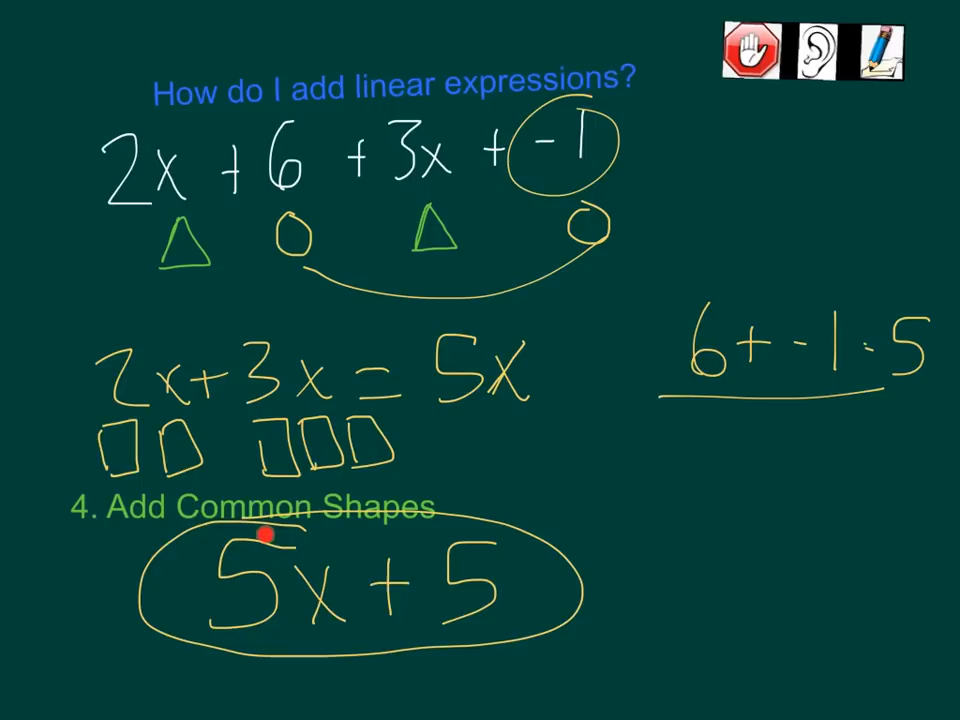 How do I add linear expressions?
2x + 6 + 3x + -1
2x + 3x = 5x
6 + -1 = 5
4. Add Common Shapes
5x + 5